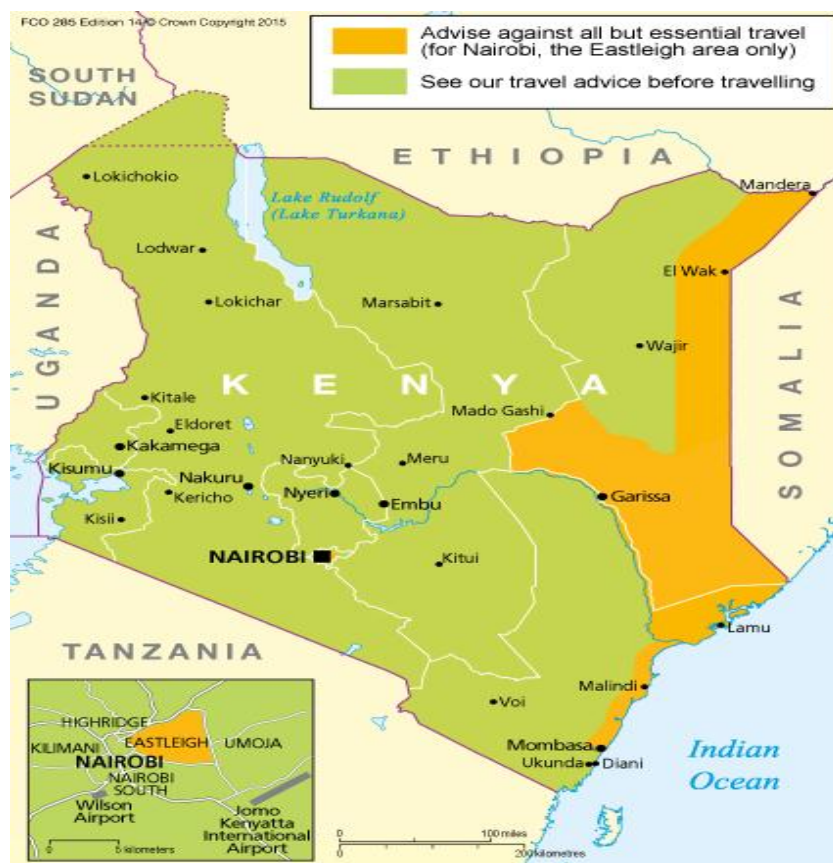 FCO 285 Edition 14 © Crown Copyright 2015
Advise against all but essential travel
(for Nairobi, the Eastleigh area only)
See our travel advice before travelling
SOUTH
SUDAN
ETHIOPIA
Mandera
Lokichokio
Lake Rudolf
(Lake Turkana)
UGANDA
Lodwar
El Wak
Lokichar
Marsabit
SOMALIA
Wajir
KENYA
Kitale
Mado Gashi
Eldoret
Kakamega
Nanyuki
Meru
Kisumu
Nakuru
Kericho
Nyeri
Embu
Garissa
Kisii
NAIROBI
Kitui
Lamu
TANZANIA
Malindi
Voi
Mombasa
Ukunda
Diani
Indian
Ocean
HIGHRIDGE
KILIMANI
EASTLEIGH
UMOJA
NAIROBI
NAIROBI
SOUTH
Wilson
Airport
Jomo
Kenyatta
International
Airport
0 5 kilometers
0 100 miles
0 200 kilometres